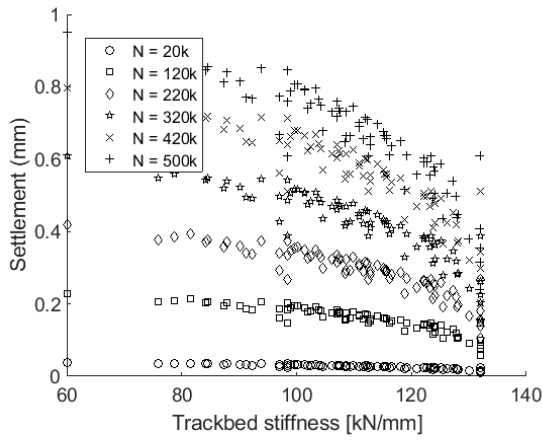 1
0.8
0.6
0.4
0.2
0
Settlement (mm)
N = 20k
N = 120k
N = 220k
N = 320k
N = 420k
N = 500k
60 80 100 120 140
Trackbed stiffness [kN/mm]